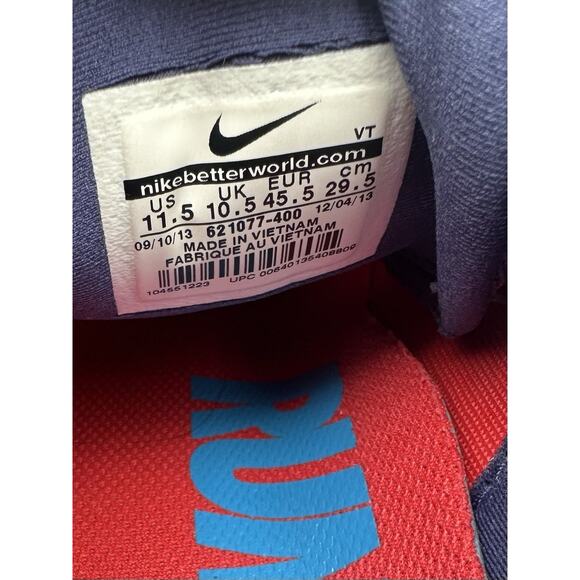 VT
nikebetterworld.com
US UK EUR cm
11.5 10.5 45.5 29.5
09/10/13 621077-400 12/04/13
MADE IN VIETNAM
FABRIQUE AU VIETNAM
104551223 UPC 00640135408809
RUN